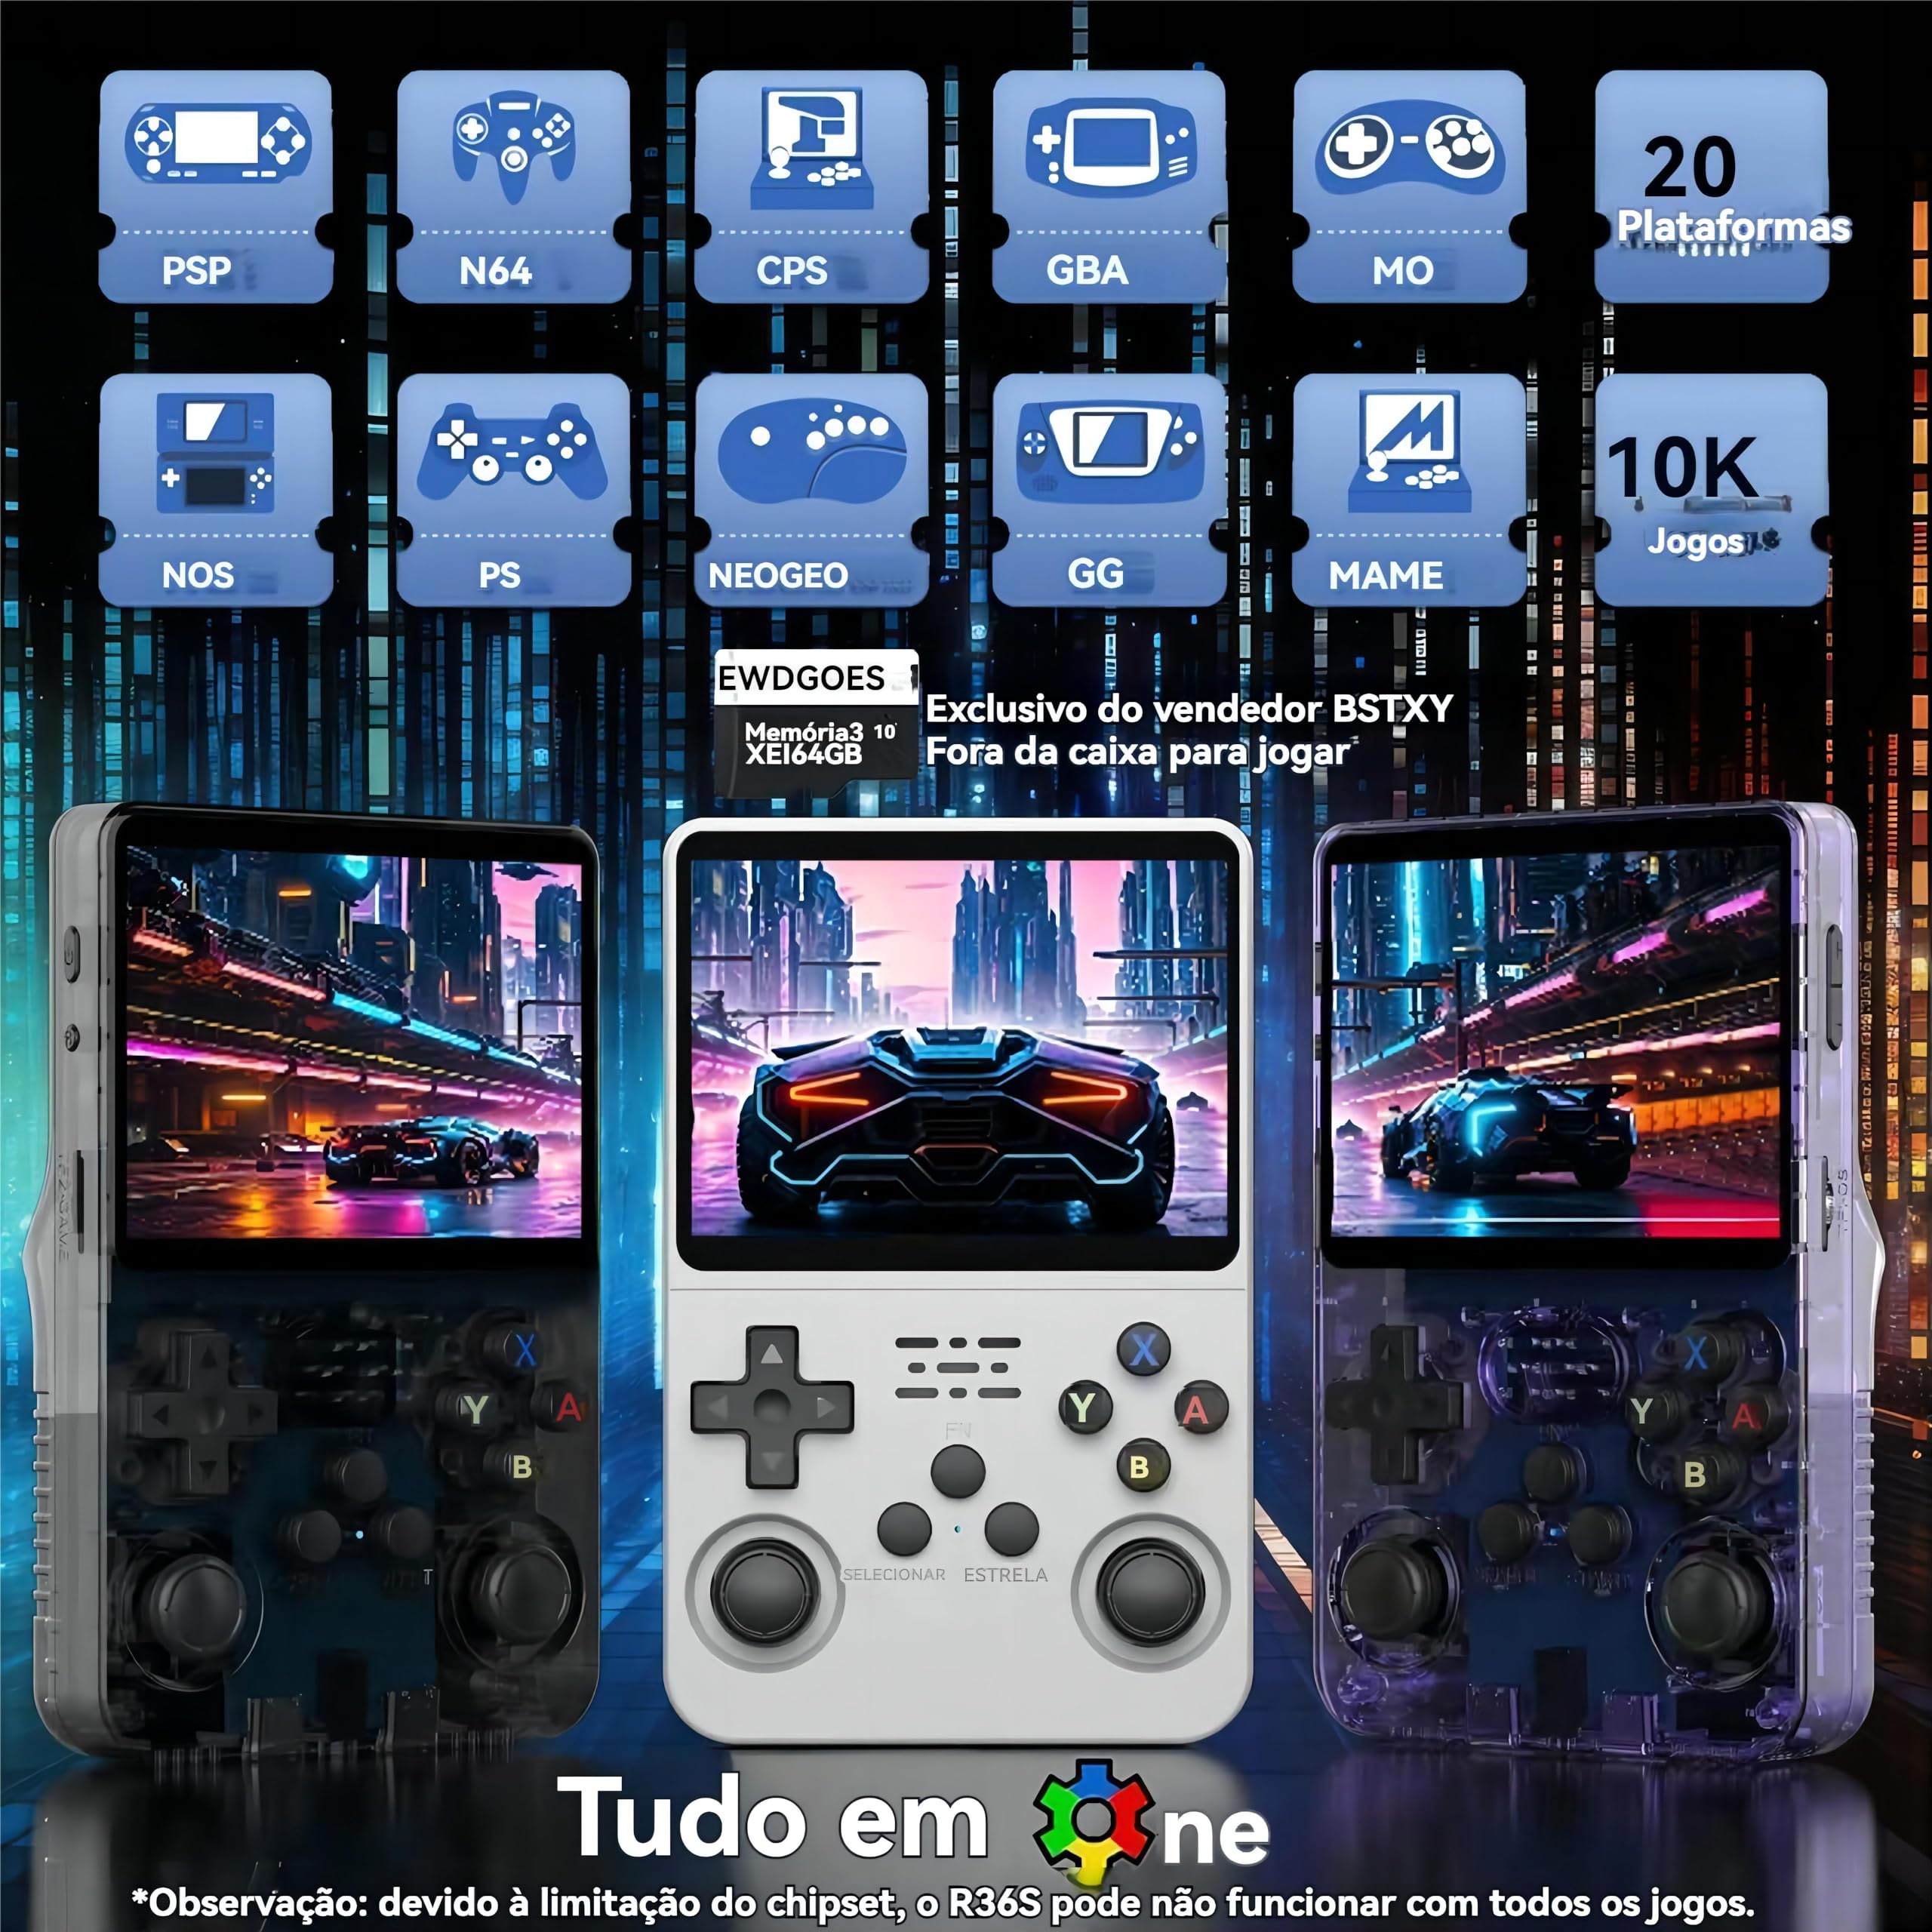 PSP
N64
CPS
GBA
MO
20
Plataformas
NOS
PS
NEOGEO
GG
MAME
10K
Jogos
EWDGOES
Memória3 10
XEI64GB
Exclusivo do vendedor BSTXY
Fora da caixa para jogar
X
Y
A
B
X
Y
A
B
FN
SELECIONAR
ESTRELA
X
Y
A
B
Tudo em One
*Observação: devido à limitação do chipset, o R36S pode não funcionar com todos os jogos.